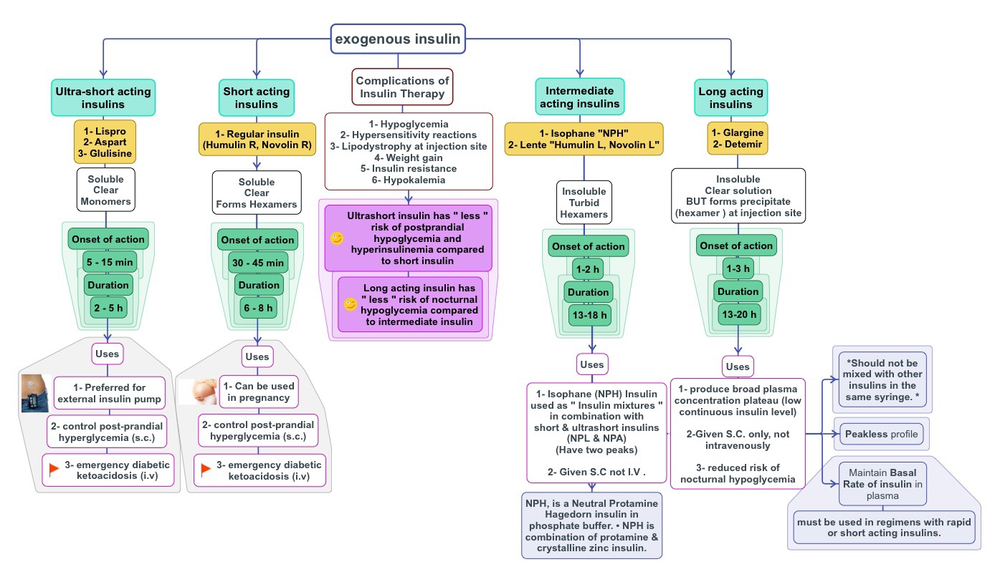 exogenous insulin
Ultra-short acting
insulins
1- Lispro
2- Aspart
3- Glulisine
Soluble
Clear
Monomers
Onset of action
5 - 15 min
Duration
2 - 5 h
Uses
1- Preferred for
external insulin pump
2- control post-prandial
hyperglycemia (s.c.)
3- emergency diabetic
ketoacidosis (i.v)
Short acting
insulins
1- Regular insulin
(Humulin R, Novolin R)
Soluble
Clear
Forms Hexamers
Onset of action
30 - 45 min
Duration
6 - 8 h
Uses
1- Can be used
in pregnancy
2- control post-prandial
hyperglycemia (s.c.)
3- emergency diabetic
ketoacidosis (i.v)
Complications of
Insulin Therapy
1- Hypoglycemia
2- Hypersensitivity reactions
3- Lipodystrophy at injection site
4- Weight gain
5- Insulin resistance
6- Hypokalemia
Ultrashort insulin has " less "
risk of postprandial
hypoglycemia and
hyperinsulinemia compared
to short insulin
Long acting insulin has
" less " risk of nocturnal
hypoglycemia compared
to intermediate insulin
Intermediate
acting insulins
1- Isophane "NPH"
2- Lente "Humulin L, Novolin L"
Insoluble
Turbid
Hexamers
Onset of action
1-2 h
Duration
13-18 h
Uses
1- Isophane (NPH) Insulin
used as " Insulin mixtures "
in combination with
short & ultrashort insulins
(NPL & NPA)
(Have two peaks)
2- Given S.C not I.V .
NPH, is a Neutral Protamine
Hagedorn insulin in
phosphate buffer. • NPH is
combination of protamine &
crystalline zinc insulin.
Long acting
insulins
1- Glargine
2- Detemir
Insoluble
Clear solution
BUT forms precipitate
(hexamer ) at injection site
Onset of action
1-3 h
Duration
13-20 h
Uses
1- produce broad plasma
concentration plateau (low
continuous insulin level)
2-Given S.C. only, not
intravenously
3- reduced risk of
nocturnal hypoglycemia
*Should not be
mixed with other
insulins in the
same syringe. *
Peakless profile
Maintain Basal
Rate of insulin in
plasma
must be used in regimens with rapid
or short acting insulins.